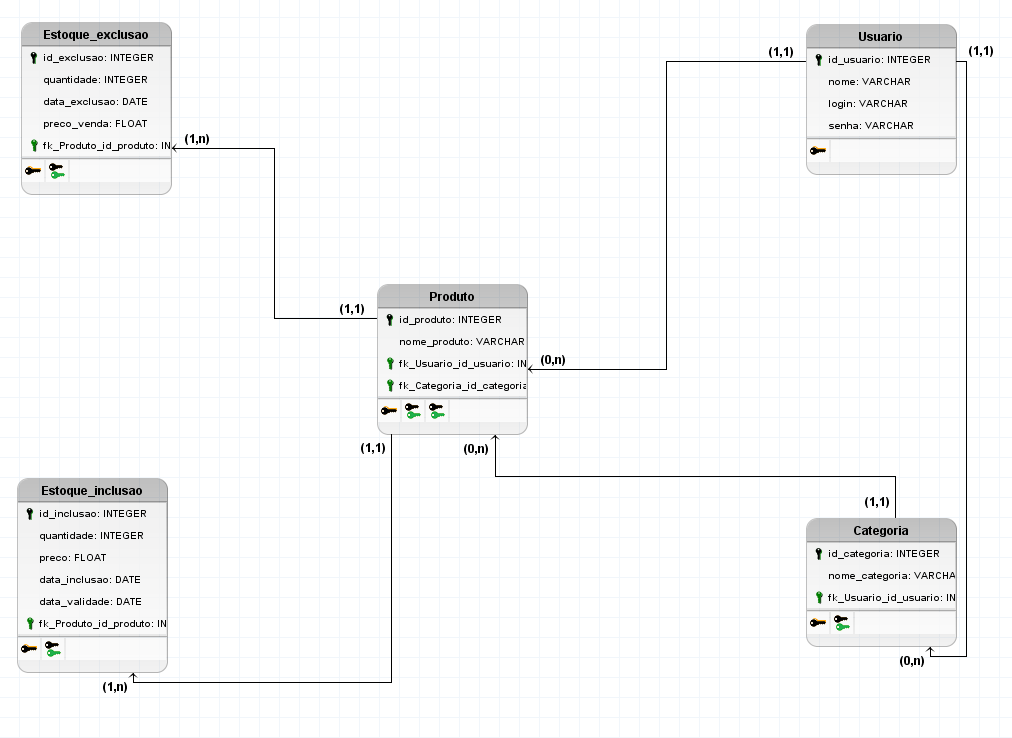 Estoque_exclusao
id_exclusao: INTEGER
quantidade: INTEGER
data_exclusao: DATE
preco_venda: FLOAT
fk_Produto_id_produto: IN
(1,n)
Usuario
id_usuario: INTEGER
nome: VARCHAR
login: VARCHAR
senha: VARCHAR
(1,1)
(1,1)
(1,1)
Produto
id_produto: INTEGER
nome_produto: VARCHAR
fk_Usuario_id_usuario: IN
fk_Categoria_id_categoria
(0,n)
(1,1)
(0,n)
Estoque_inclusao
id_inclusao: INTEGER
quantidade: INTEGER
preco: FLOAT
data_inclusao: DATE
data_validade: DATE
fk_Produto_id_produto: IN
(1,n)
(1,1)
Categoria
id_categoria: INTEGER
nome_categoria: VARCHA
fk_Usuario_id_usuario: IN
(0,n)